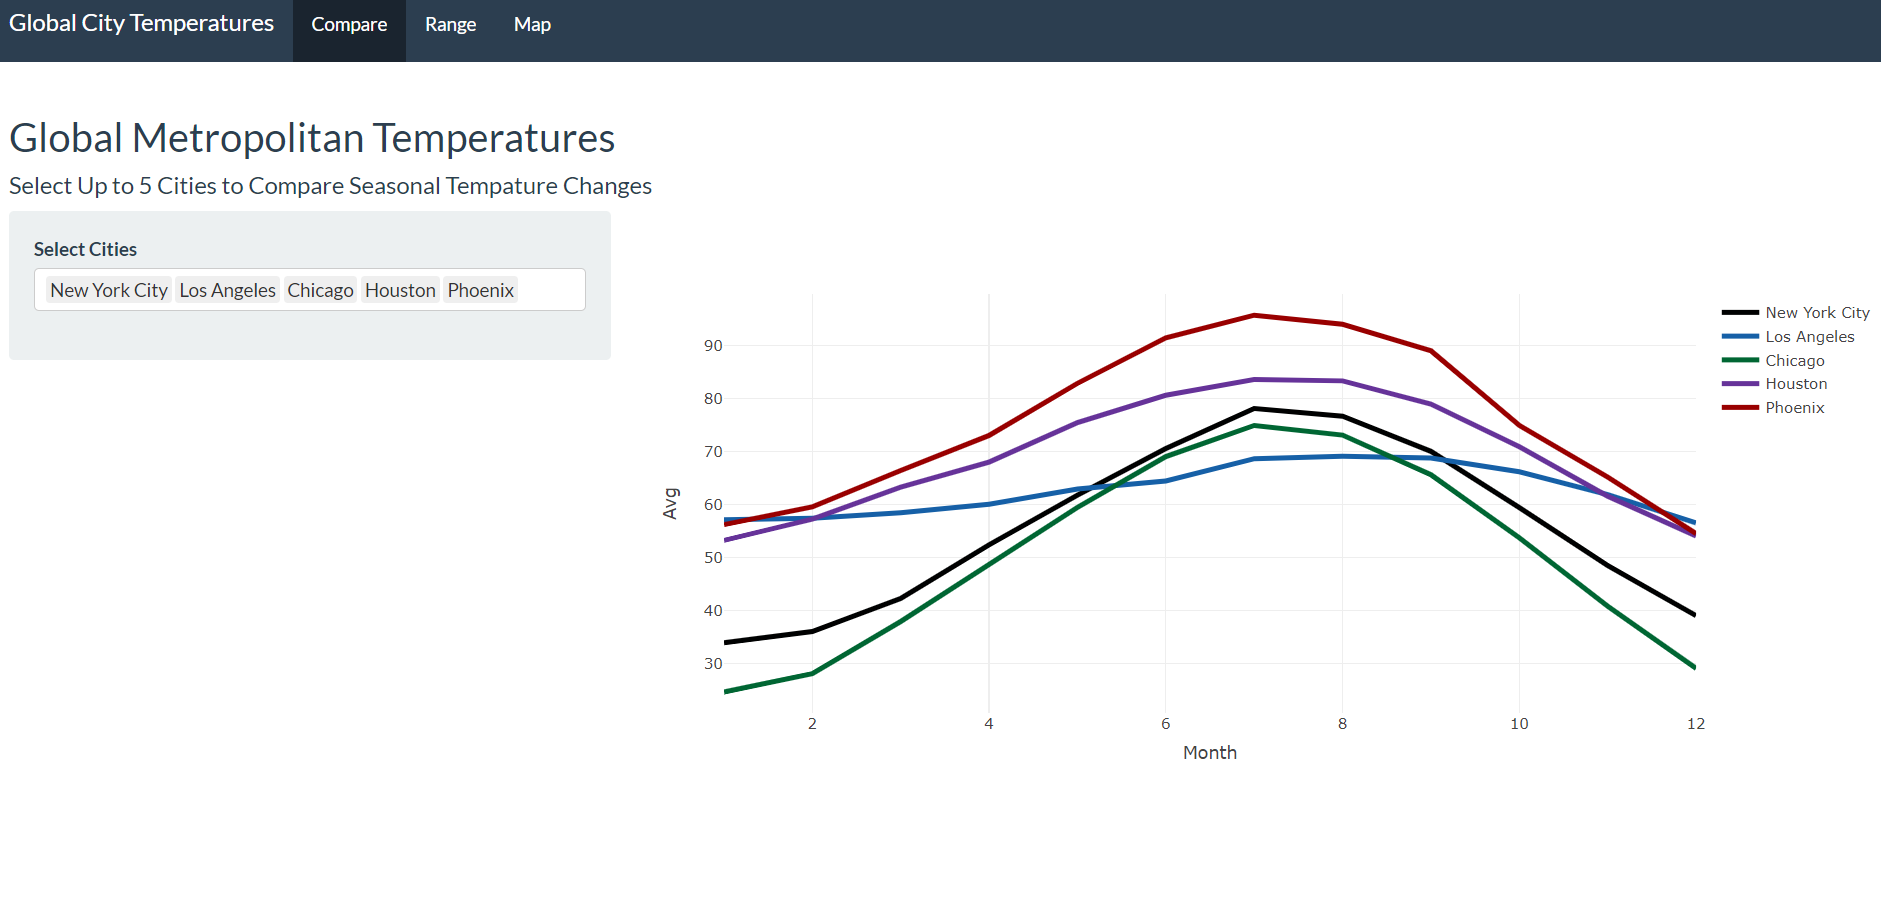 Global City Temperatures Compare Range Map
Global Metropolitan Temperatures
Select Up to 5 Cities to Compare Seasonal Tempature Changes
Select Cities
New York City Los Angeles Chicago Houston Phoenix
90
80
70
60
50
40
30
Avg
2 4 6 8 10 12
Month
New York City
Los Angeles
Chicago
Houston
Phoenix